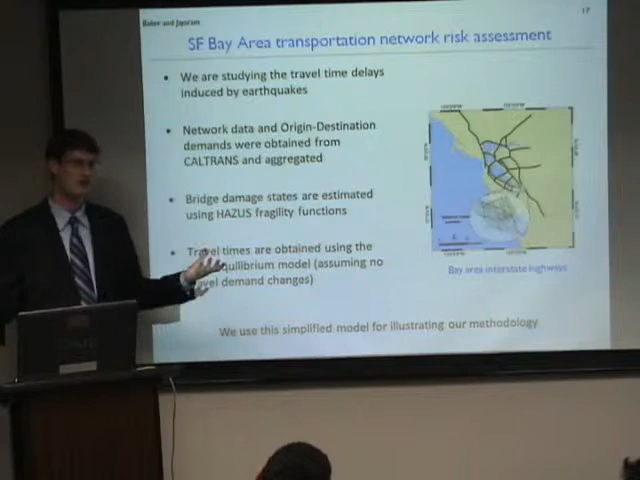 Baker and Jayaram
17
SF Bay Area transportation network risk assessment
• We are studying the travel time delays
induced by earthquakes
• Network data and Origin-Destination
demands were obtained from
CALTRANS and aggregated
• Bridge damage states are estimated
using HAZUS fragility functions
• Travel times are obtained using the
equilibrium model (assuming no
travel demand changes)
Bay area interstate highways
We use this simplified model for illustrating our methodology